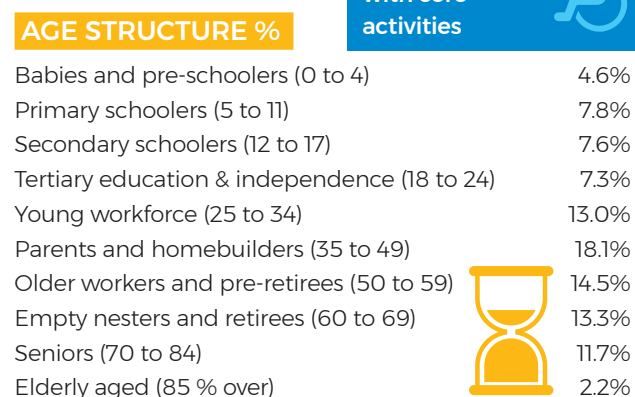 AGE STRUCTURE %
activities
Babies and pre-schoolers (0 to 4) 4.6%
Primary schoolers (5 to 11) 7.8%
Secondary schoolers (12 to 17) 7.6%
Tertiary education & independence (18 to 24) 7.3%
Young workforce (25 to 34) 13.0%
Parents and homebuilders (35 to 49) 18.1%
Older workers and pre-retirees (50 to 59) 14.5%
Empty nesters and retirees (60 to 69) 13.3%
Seniors (70 to 84) 11.7%
Elderly aged (85 % over) 2.2%